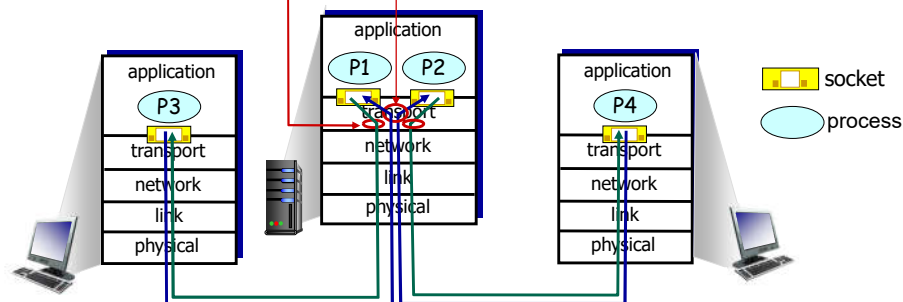 application
P3
transport
network
link
physical
application
P1
P2
transport
network
link
physical
application
P4
transport
network
link
physical
socket
process